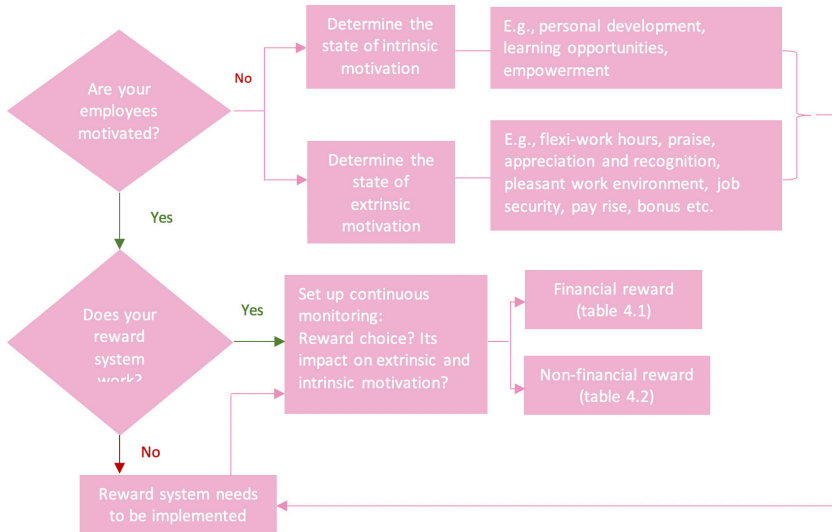 Are your
employees
motivated?
No
Determine the
state of intrinsic
motivation
E.g., personal development,
learning opportunities,
empowerment
Determine the
state of
extrinsic
motivation
E.g., flexi-work hours, praise,
appreciation and recognition,
pleasant work environment, job
security, pay rise, bonus etc.
Yes
Does your
reward
system
work?
Yes
Set up continuous
monitoring:
Reward choice? Its
impact on extrinsic and
intrinsic motivation?
Financial reward
(table 4.1)
Non-financial reward
(table 4.2)
No
Reward system needs
to be implemented